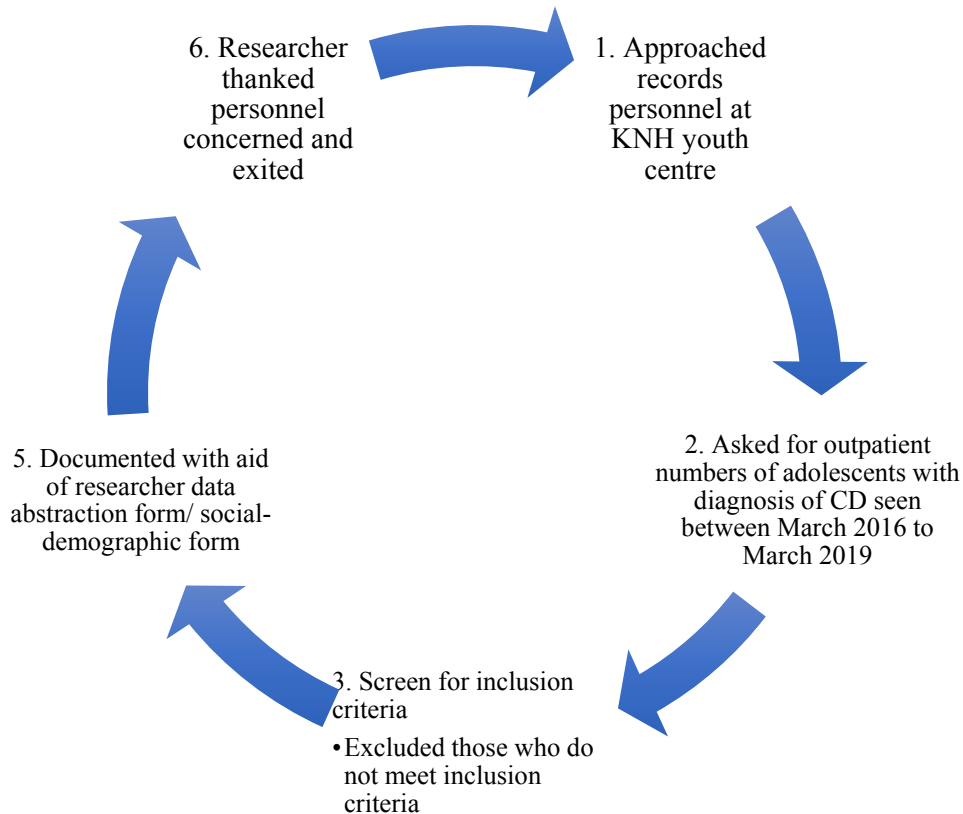 1. Approached
records
personnel at
KNH youth
centre
2. Asked for outpatient
numbers of adolescents with
diagnosis of CD seen
between March 2016 to
March 2019
3. Screen for inclusion
criteria
•Excluded those who do
not meet inclusion
criteria
5. Documented with aid
of researcher data
abstraction form/ social-
demographic form
6. Researcher
thanked
personnel
concerned and
exited